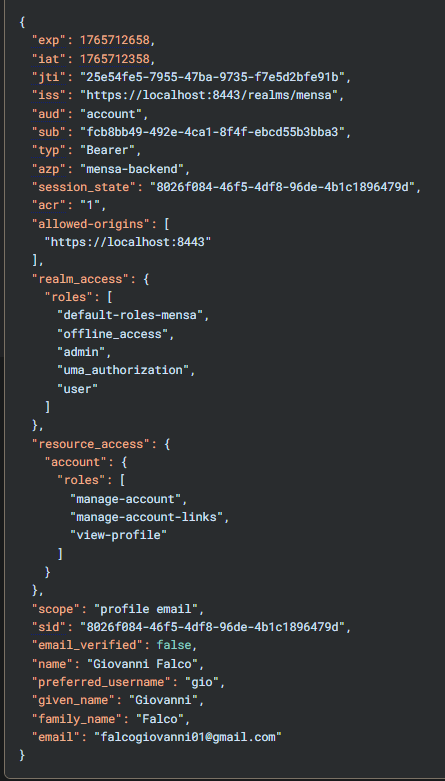 {
"exp": 1765712658,
"iat": 1765712358,
"jti": "25e54fe5-7955-47ba-9735-f7e5d2bfe91b",
"iss": "https://localhost:8443/realms/mensa",
"aud": "account",
"sub": "fcb8bb49-492e-4ca1-8f4f-ebcd55b3bba3",
"typ": "Bearer",
"azp": "mensa-backend",
"session_state": "8026f084-46f5-4df8-96de-4b1c1896479d",
"acr": "1",
"allowed-origins": [
"https://localhost:8443"
],
"realm_access": {
"roles": [
"default-roles-mensa",
"offline_access",
"admin",
"uma_authorization",
"user"
]
},
"resource_access": {
"account": {
"roles": [
"manage-account",
"manage-account-links",
"view-profile"
]
}
},
"scope": "profile email",
"sid": "8026f084-46f5-4df8-96de-4b1c1896479d",
"email_verified": false,
"name": "Giovanni Falco",
"preferred_username": "gio",
"given_name": "Giovanni",
"family_name": "Falco",
"email": "falcogiovanni01@gmail.com"
}